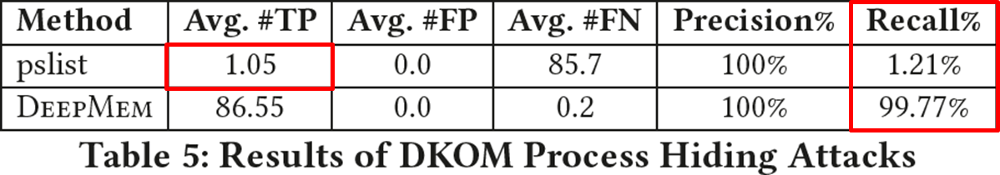 Method Avg. #TP Avg. #FP Avg. #FN Precision% Recall%
pslist 1.05 0.0 85.7 100% 1.21%
DEEPMEM 86.55 0.0 0.2 100% 99.77%
Table 5: Results of DKOM Process Hiding Attacks